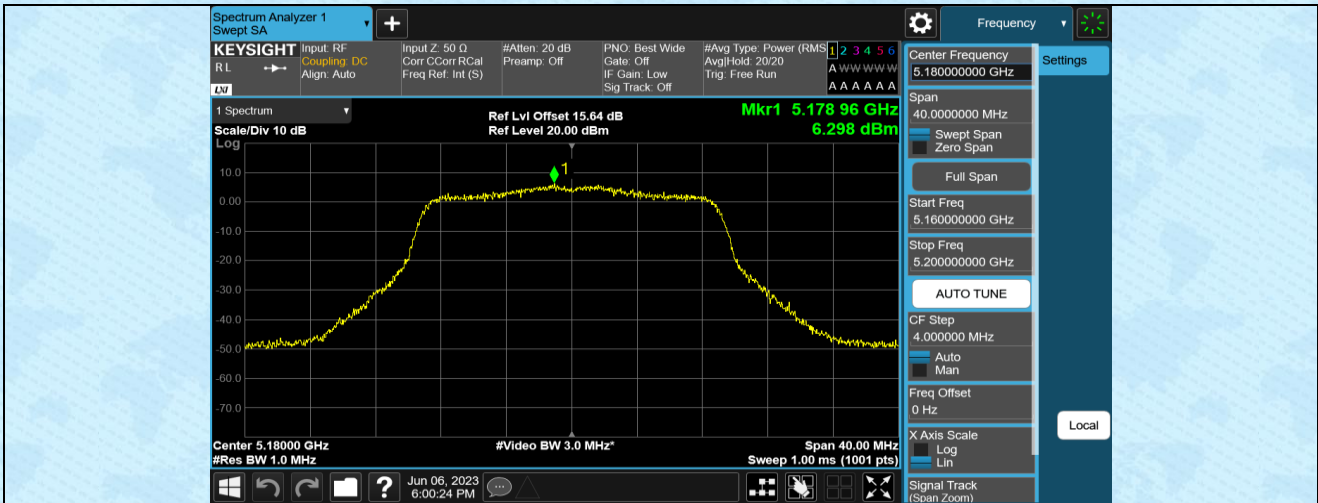 Spectrum Analyzer 1
Swept SA
Frequency
KEYSIGHT
R L
LXI
Input: RF
Coupling: DC
Align: Auto
Input Z: 50 Ω
Corr CCorr RCal
Freq Ref: Int (S)
#Atten: 20 dB
Preamp: Off
PNO: Best Wide
Gate: Off
IF Gain: Low
Sig Track: Off
#Avg Type: Power (RMS
Avg|Hold: 20/20
Trig: Free Run
1 2 3 4 5 6
A W W W W W
A A A A A A
1 Spectrum
Scale/Div 10 dB
Log
Ref Lvl Offset 15.64 dB
Ref Level 20.00 dBm
Mkr1 5.178 96 GHz
6.298 dBm
1
10.0
0.00
-10.0
-20.0
-30.0
-40.0
-50.0
-60.0
-70.0
Center 5.18000 GHz
#Res BW 1.0 MHz
#Video BW 3.0 MHz*
Span 40.00 MHz
Sweep 1.00 ms (1001 pts)
Center Frequency
5.180000000 GHz
Settings
Span
40.0000000 MHz
Swept Span
Zero Span
Full Span
Start Freq
5.160000000 GHz
Stop Freq
5.200000000 GHz
AUTO TUNE
CF Step
4.000000 MHz
Auto
Man
Freq Offset
0 Hz
X Axis Scale
Log
Lin
Local
Signal Track
(Span Zoom)
?
Jun 06, 2023
6:00:24 PM